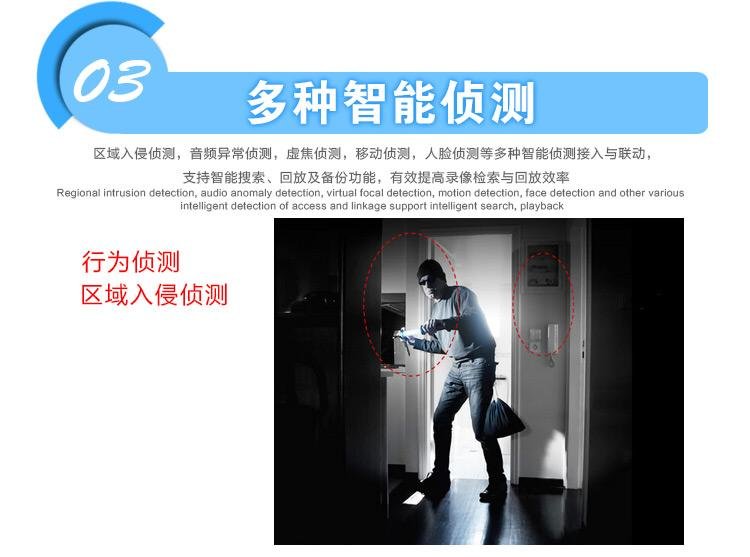 03
多种智能侦测
区域入侵侦测，音频异常侦测，虚焦侦测，移动侦测，人脸侦测等多种智能侦测接入与联动，
支持智能搜索、回放及备份功能，有效提高录像检索与回放效率
Regional intrusion detection, audio anomaly detection, virtual focal detection, motion detection, face detection and other various
intelligent detection of access and linkage support intelligent search, playback
行为侦测
区域入侵侦测